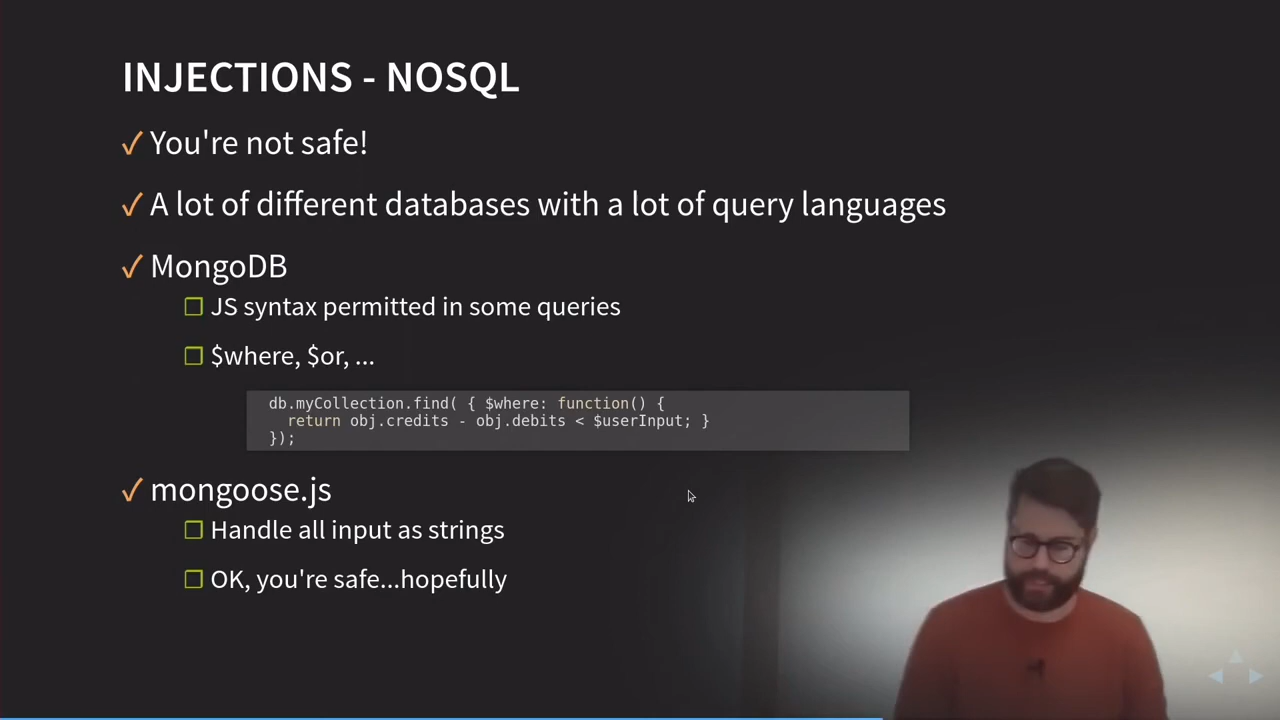 INJECTIONS - NOSQL
You're not safe!
A lot of different databases with a lot of query languages
MongoDB
JS syntax permitted in some queries
$where, $or, ...
db.myCollection.find( { $where: function() {
return obj.credits - obj.debits < $userInput; }
});
mongoose.js
Handle all input as strings
OK, you're safe...hopefully